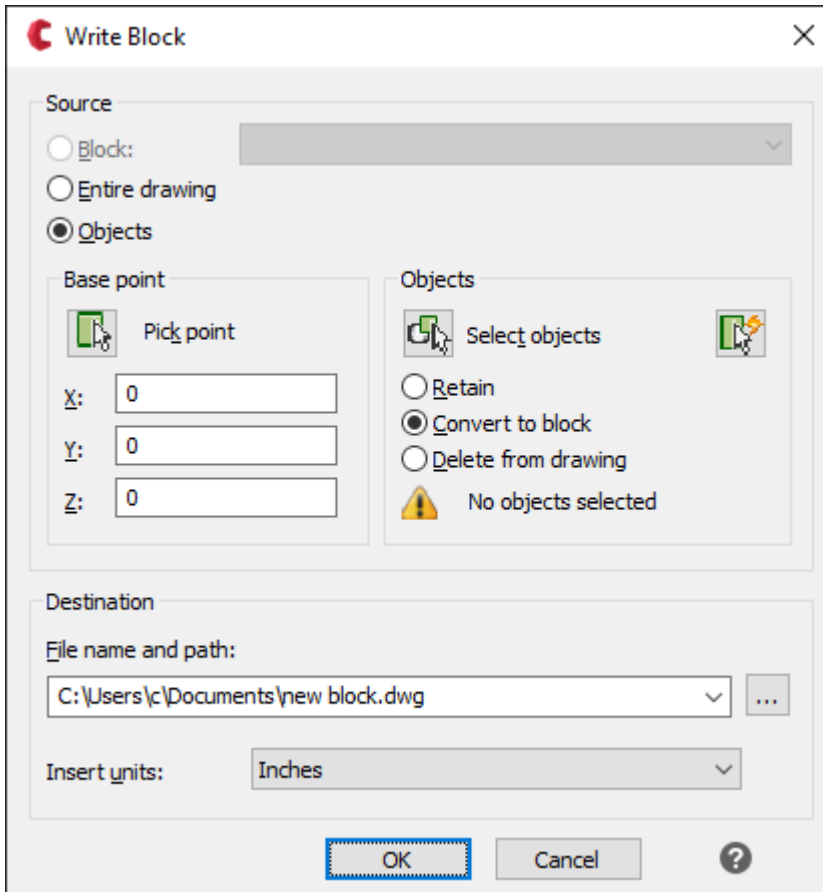 Write Block
Source
Block:
Entire drawing
Objects
Base point
Pick point
X: 0
Y: 0
Z: 0
Objects
Select objects
Retain
Convert to block
Delete from drawing
No objects selected
Destination
File name and path:
C:\Users\c\Documents\new block.dwg
...
Insert units: Inches
OK Cancel ?